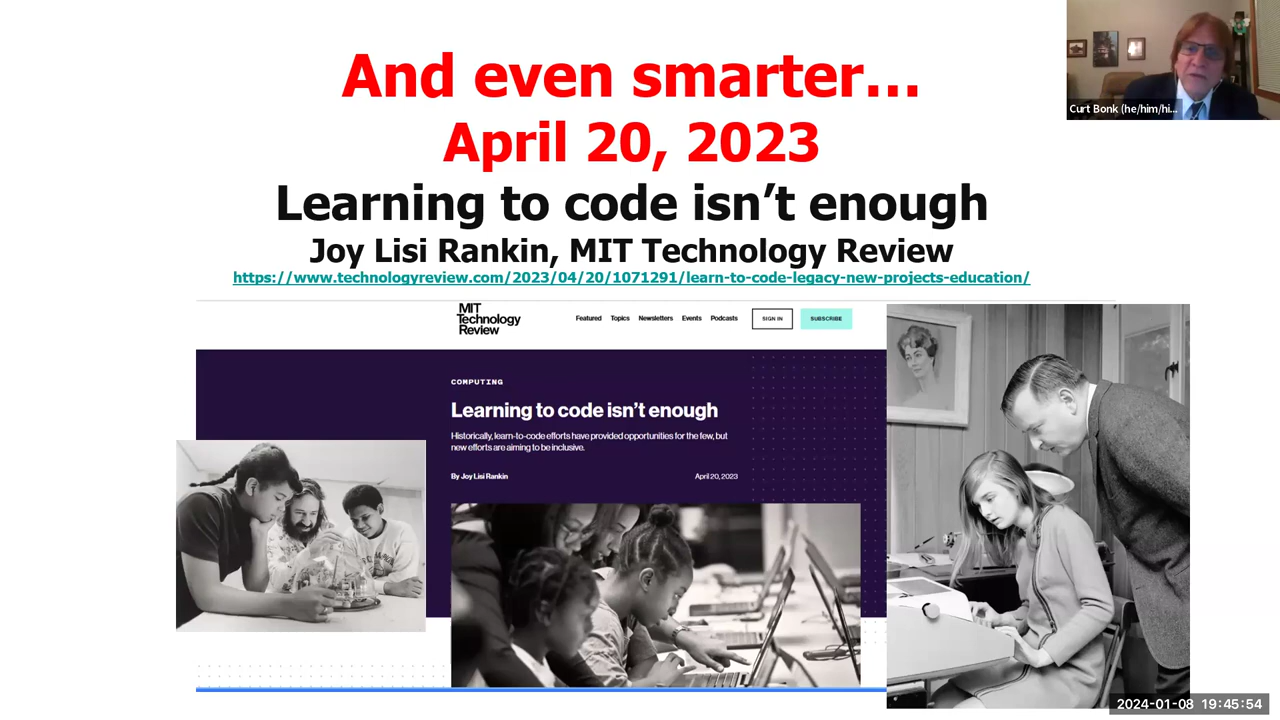 And even smarter…
April 20, 2023
Learning to code isn’t enough
Joy Lisi Rankin, MIT Technology Review
https://www.technologyreview.com/2023/04/20/1071291/learn-to-code-legacy-new-projects-education/
Curt Bonk (he/him/hi...
MIT
Technology
Review
Featured Topics Newsletters Events Podcasts SIGN IN SUBSCRIBE
COMPUTING
Learning to code isn’t enough
Historically, learn-to-code efforts have provided opportunities for the few, but
new efforts are aiming to be inclusive.
By Joy Lisi Rankin April 20, 2023
2024-01-08 19:45:54